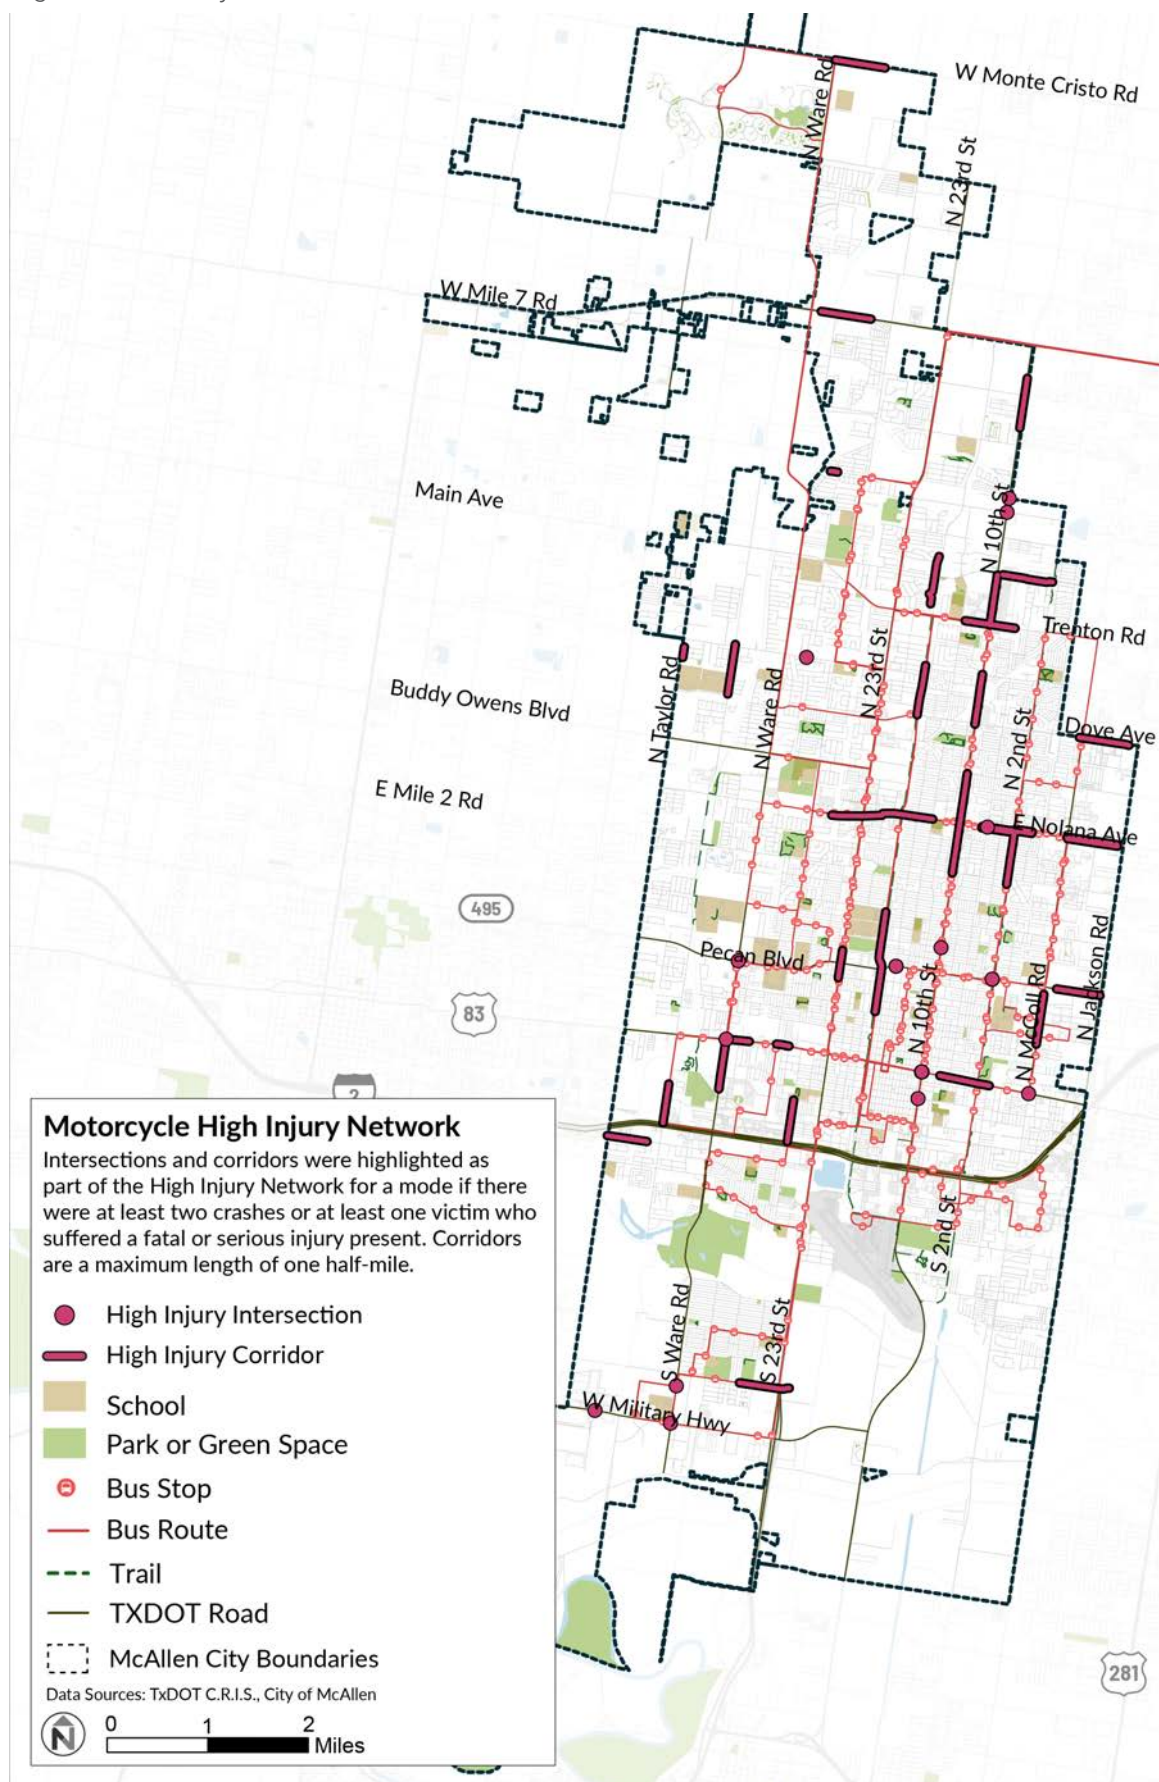 W Monte Cristo Rd
N Ware Rd
N 23rd St
W Mile 7 Rd
Main Ave
N 10th St
Trenton Rd
N 23rd St
N Taylor Rd
Buddy Owens Blvd
N Ware Rd
N 2nd St
Dove Ave
E Mile 2 Rd
E Nolana Ave
495
Pecan Blvd
N Jackson Rd
83
N 10th St
N McColl Rd
2
Motorcycle High Injury Network
Intersections and corridors were highlighted as
part of the High Injury Network for a mode if there
were at least two crashes or at least one victim who
suffered a fatal or serious injury present. Corridors
are a maximum length of one half-mile.
High Injury Intersection
High Injury Corridor
School
Park or Green Space
Bus Stop
Bus Route
Trail
TXDOT Road
McAllen City Boundaries
Data Sources: TxDOT C.R.I.S., City of McAllen
N
0 1 2
Miles
S 2nd St
S Ware Rd
S 23rd St
W Military Hwy
281